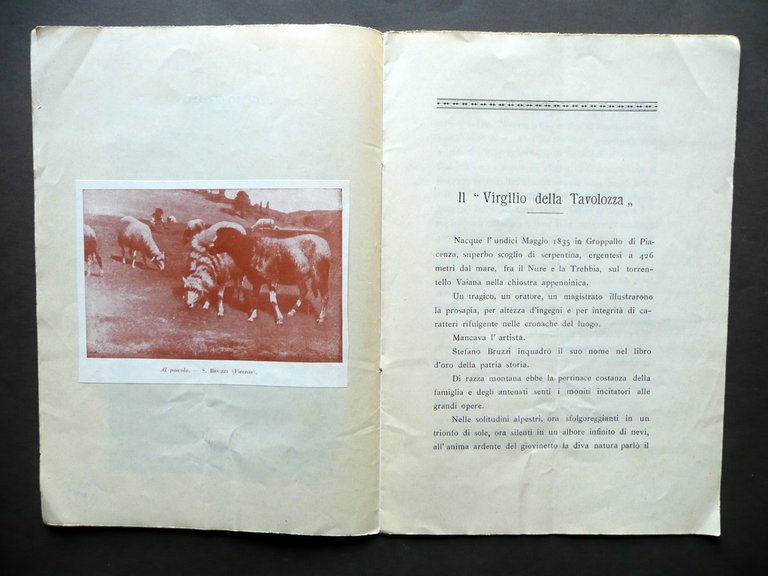 Al pascolo. — S. Bruzzi (Firenze).
Il “ Virgilio della Tavolozza „
Nacque l' undici Maggio 1835 in Groppallo di Pia-
cenza, superbo scoglio di serpentina, ergentesi a 426
metri dal mare, fra il Nure e la Trebbia, sul torren-
tello Vaiana nella chiostra appenninica.
Un tragico, un oratore, un magistrato illustrarono
la prosapia, per altezza d'ingegni e per integrità di ca-
ratteri rifulgente nelle cronache del luogo.
Mancava l' artista.
Stefano Bruzzi inquadrò il suo nome nel libro
d'oro della patria storia.
Di razza montana ebbe la pertinace costanza della
famiglia e degli antenati sentì i moniti incitatori alle
grandi opere.
Nelle solitudini alpestri, ora sfolgoreggianti in un
trionfo di sole, ora silenti in un albore infinito di nevi,
all' anima ardente del giovinetto la diva natura parlò il